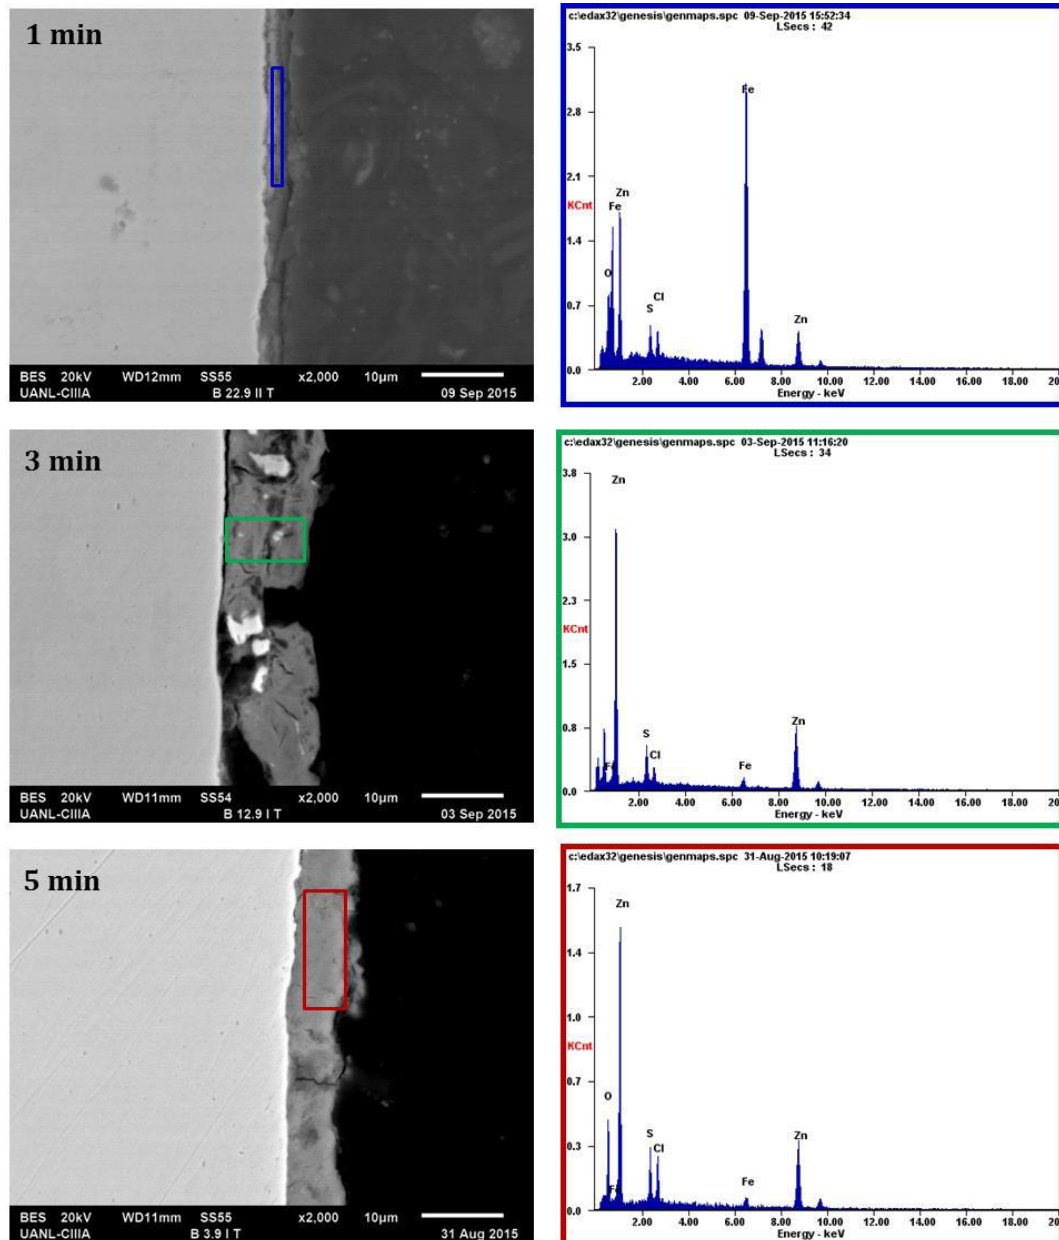 1 min
BES 20kV WD12mm SS55 x2,000 10µm
UANL-CIIIA B 22.9 II T 09 Sep 2015
c:\edax32\genesis\genmaps.spc 09-Sep-2015 15:52:34
LSecs : 42
3.5
2.8
2.1
1.4
0.7
0.0
KCnt
O
Fe
Zn
S
Cl
Fe
Zn
2.00 4.00 6.00 8.00 10.00 12.00 14.00 16.00 18.00 20
Energy - keV
3 min
BES 20kV WD11mm SS54 x2,000 10µm
UANL-CIIIA B 12.9 I T 03 Sep 2015
c:\edax32\genesis\genmaps.spc 03-Sep-2015 11:16:20
LSecs : 34
3.8
3.0
2.3
1.5
0.8
0.0
KCnt
Zn
S
Cl
Fe
Zn
2.00 4.00 6.00 8.00 10.00 12.00 14.00 16.00 18.00 20
Energy - keV
5 min
BES 20kV WD11mm SS55 x2,000 10µm
UANL-CIIIA B 3.9 I T 31 Aug 2015
c:\edax32\genesis\genmaps.spc 31-Aug-2015 10:19:07
LSecs : 18
1.7
1.4
1.0
0.7
0.3
0.0
KCnt
O
Zn
S
Cl
Fe
Zn
2.00 4.00 6.00 8.00 10.00 12.00 14.00 16.00 18.00 20
Energy - keV